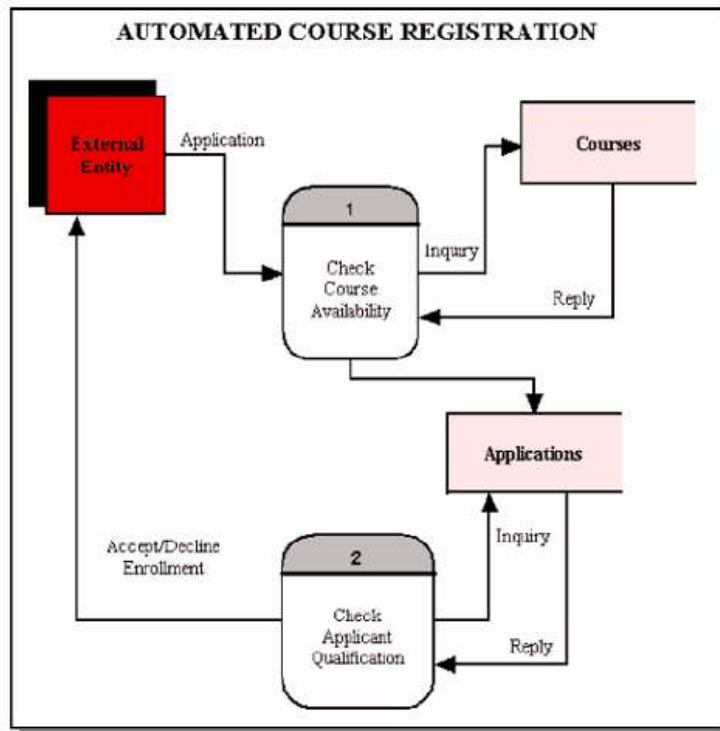 AUTOMATED COURSE REGISTRATION
External
Entity
Application
Courses
1
Check
Course
Availability
Inquiry
Reply
Applications
Accept/Decline
Enrollment
2
Check
Applicant
Qualification
Inquiry
Reply